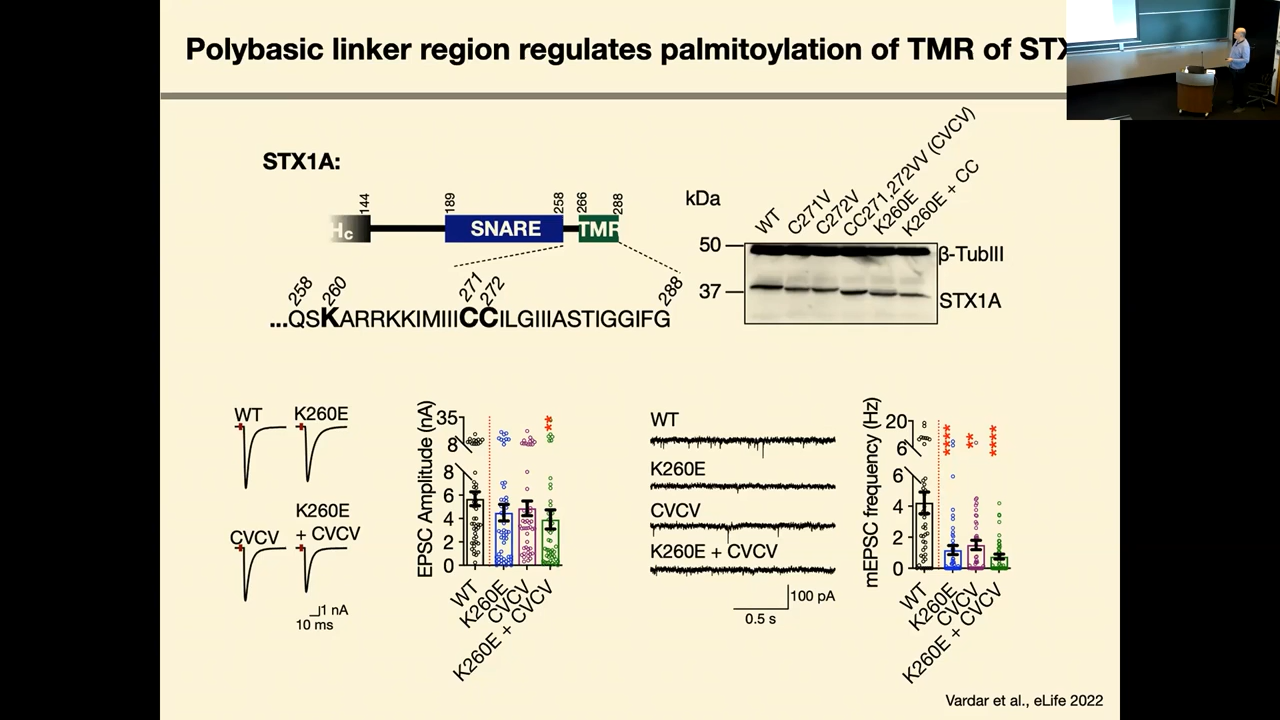 Polybasic linker region regulates palmitoylation of TMR of STX
STX1A:
144
189
258
266
288
Hc
SNARE
TMR
258
260
271
272
288
...QSKARRKKIMIIICCILGIIIASTIGGIFG
kDa
WT
C271V
C272V
CC271,272VV (CVCV)
K260E
K260E + CC
50
β-TubIII
37
STX1A
WT
K260E
CVCV
K260E
+ CVCV
1 nA
10 ms
EPSC Amplitude (nA)
35
8
8
6
4
2
0
**
WT
K260E
CVCV
K260E + CVCV
WT
K260E
CVCV
K260E + CVCV
100 pA
0.5 s
mEPSC frequency (Hz)
20
6
6
4
2
0
****
**
****
WT
K260E
CVCV
K260E + CVCV
Vardar et al., eLife 2022